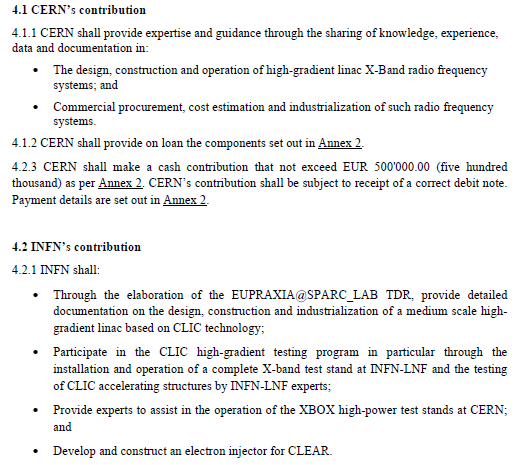 4.1 CERN's contribution
4.1.1 CERN shall provide expertise and guidance through the sharing of knowledge, experience,
data and documentation in:
• The design, construction and operation of high-gradient linac X-Band radio frequency
systems; and
• Commercial procurement, cost estimation and industrialization of such radio frequency
systems.
4.1.2 CERN shall provide on loan the components set out in Annex 2.
4.2.3 CERN shall make a cash contribution that not exceed EUR 500'000.00 (five hundred
thousand) as per Annex 2. CERN's contribution shall be subject to receipt of a correct debit note.
Payment details are set out in Annex 2.
4.2 INFN's contribution
4.2.1 INFN shall:
• Through the elaboration of the EUPRAXIA@SPARC_LAB TDR, provide detailed
documentation on the design, construction and industrialization of a medium scale high-
gradient linac based on CLIC technology;
• Participate in the CLIC high-gradient testing program in particular through the
installation and operation of a complete X-band test stand at INFN-LNF and the testing
of CLIC accelerating structures by INFN-LNF experts;
• Provide experts to assist in the operation of the XBOX high-power test stands at CERN;
and
• Develop and construct an electron injector for CLEAR.